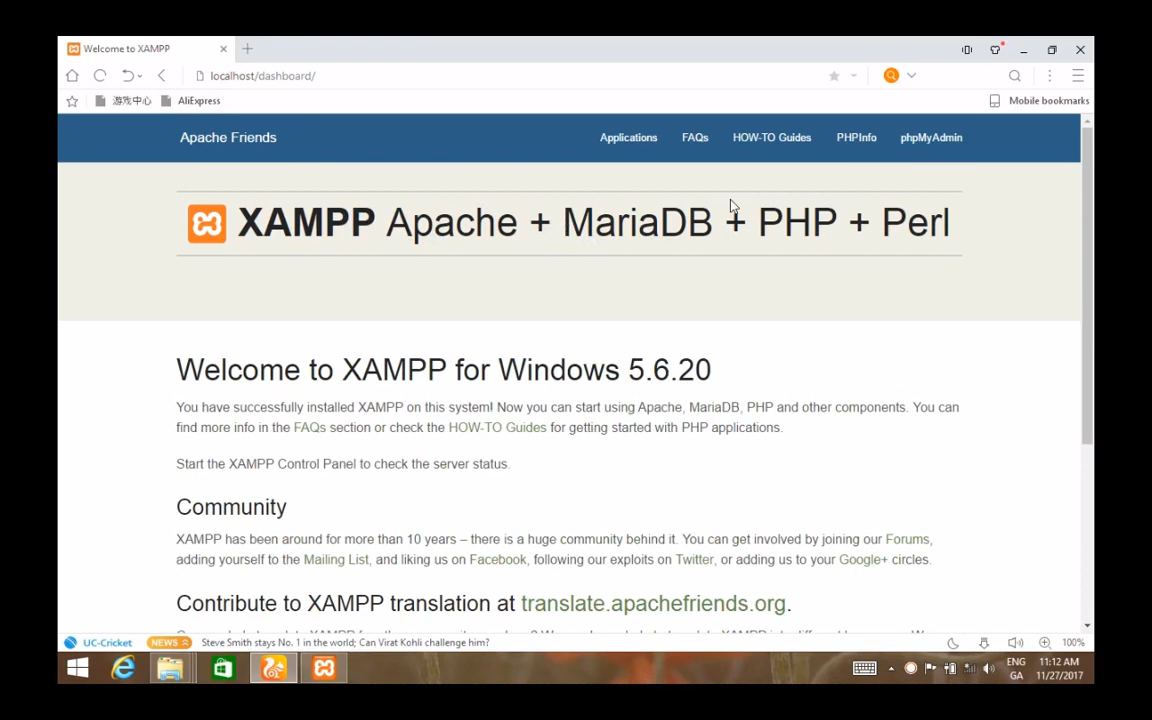 Welcome to XAMPP
localhost/dashboard/
游戏中心 AliExpress Mobile bookmarks
Apache Friends Applications FAQs HOW-TO Guides PHPInfo phpMyAdmin
XAMPP Apache + MariaDB + PHP + Perl
Welcome to XAMPP for Windows 5.6.20
You have successfully installed XAMPP on this system! Now you can start using Apache, MariaDB, PHP and other components. You can
find more info in the FAQs section or check the HOW-TO Guides for getting started with PHP applications.
Start the XAMPP Control Panel to check the server status.
Community
XAMPP has been around for more than 10 years – there is a huge community behind it. You can get involved by joining our Forums,
adding yourself to the Mailing List, and liking us on Facebook, following our exploits on Twitter, or adding us to your Google+ circles.
Contribute to XAMPP translation at translate.apachefriends.org.
UC-Cricket NEWS Steve Smith stays No. 1 in the world; Can Virat Kohli challenge him? 100%
ENG 11:12 AM
GA 11/27/2017